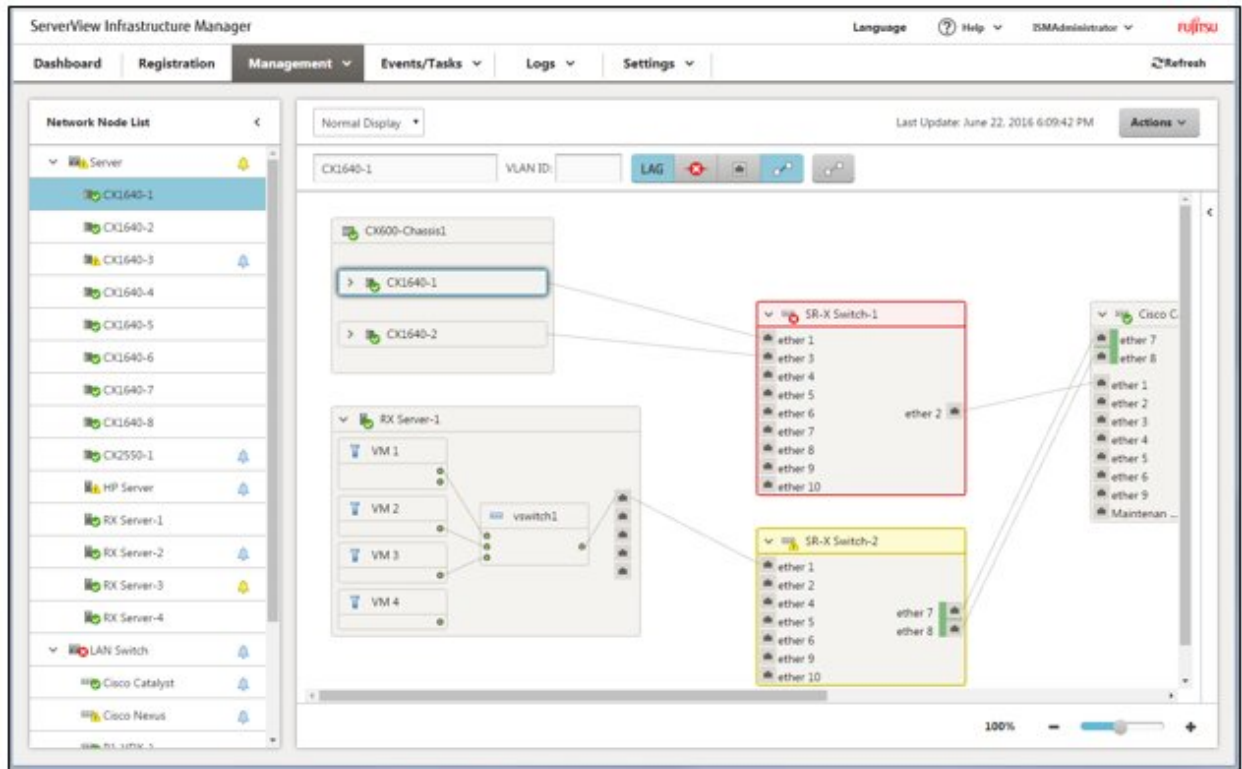 ServerView Infrastructure Manager
Language Help ISMAdministrator FUJITSU
Dashboard Registration Management Events/Tasks Logs Settings Refresh
Network Node List
Server
CX1640-1
CX1640-2
CX1640-3
CX1640-4
CX1640-5
CX1640-6
CX1640-7
CX1640-8
CX2550-1
HP Server
RX Server-1
RX Server-2
RX Server-3
RX Server-4
LAN Switch
Cisco Catalyst
Cisco Nexus
Normal Display
Last Update: June 22, 2016 6:09:42 PM
Actions
CX1640-1 VLAN ID: LAG
CX600-Chassis1
CX1640-1
CX1640-2
RX Server-1
VM 1
VM 2
VM 3
VM 4
vswitch1
SR-X Switch-1
ether 1
ether 3
ether 4
ether 5
ether 6
ether 7
ether 8
ether 9
ether 10
ether 2
SR-X Switch-2
ether 1
ether 2
ether 4
ether 5
ether 6
ether 9
ether 10
ether 7
ether 8
Cisco C.
ether 7
ether 8
ether 1
ether 2
ether 3
ether 4
ether 5
ether 6
ether 9
Maintenan ...
100%